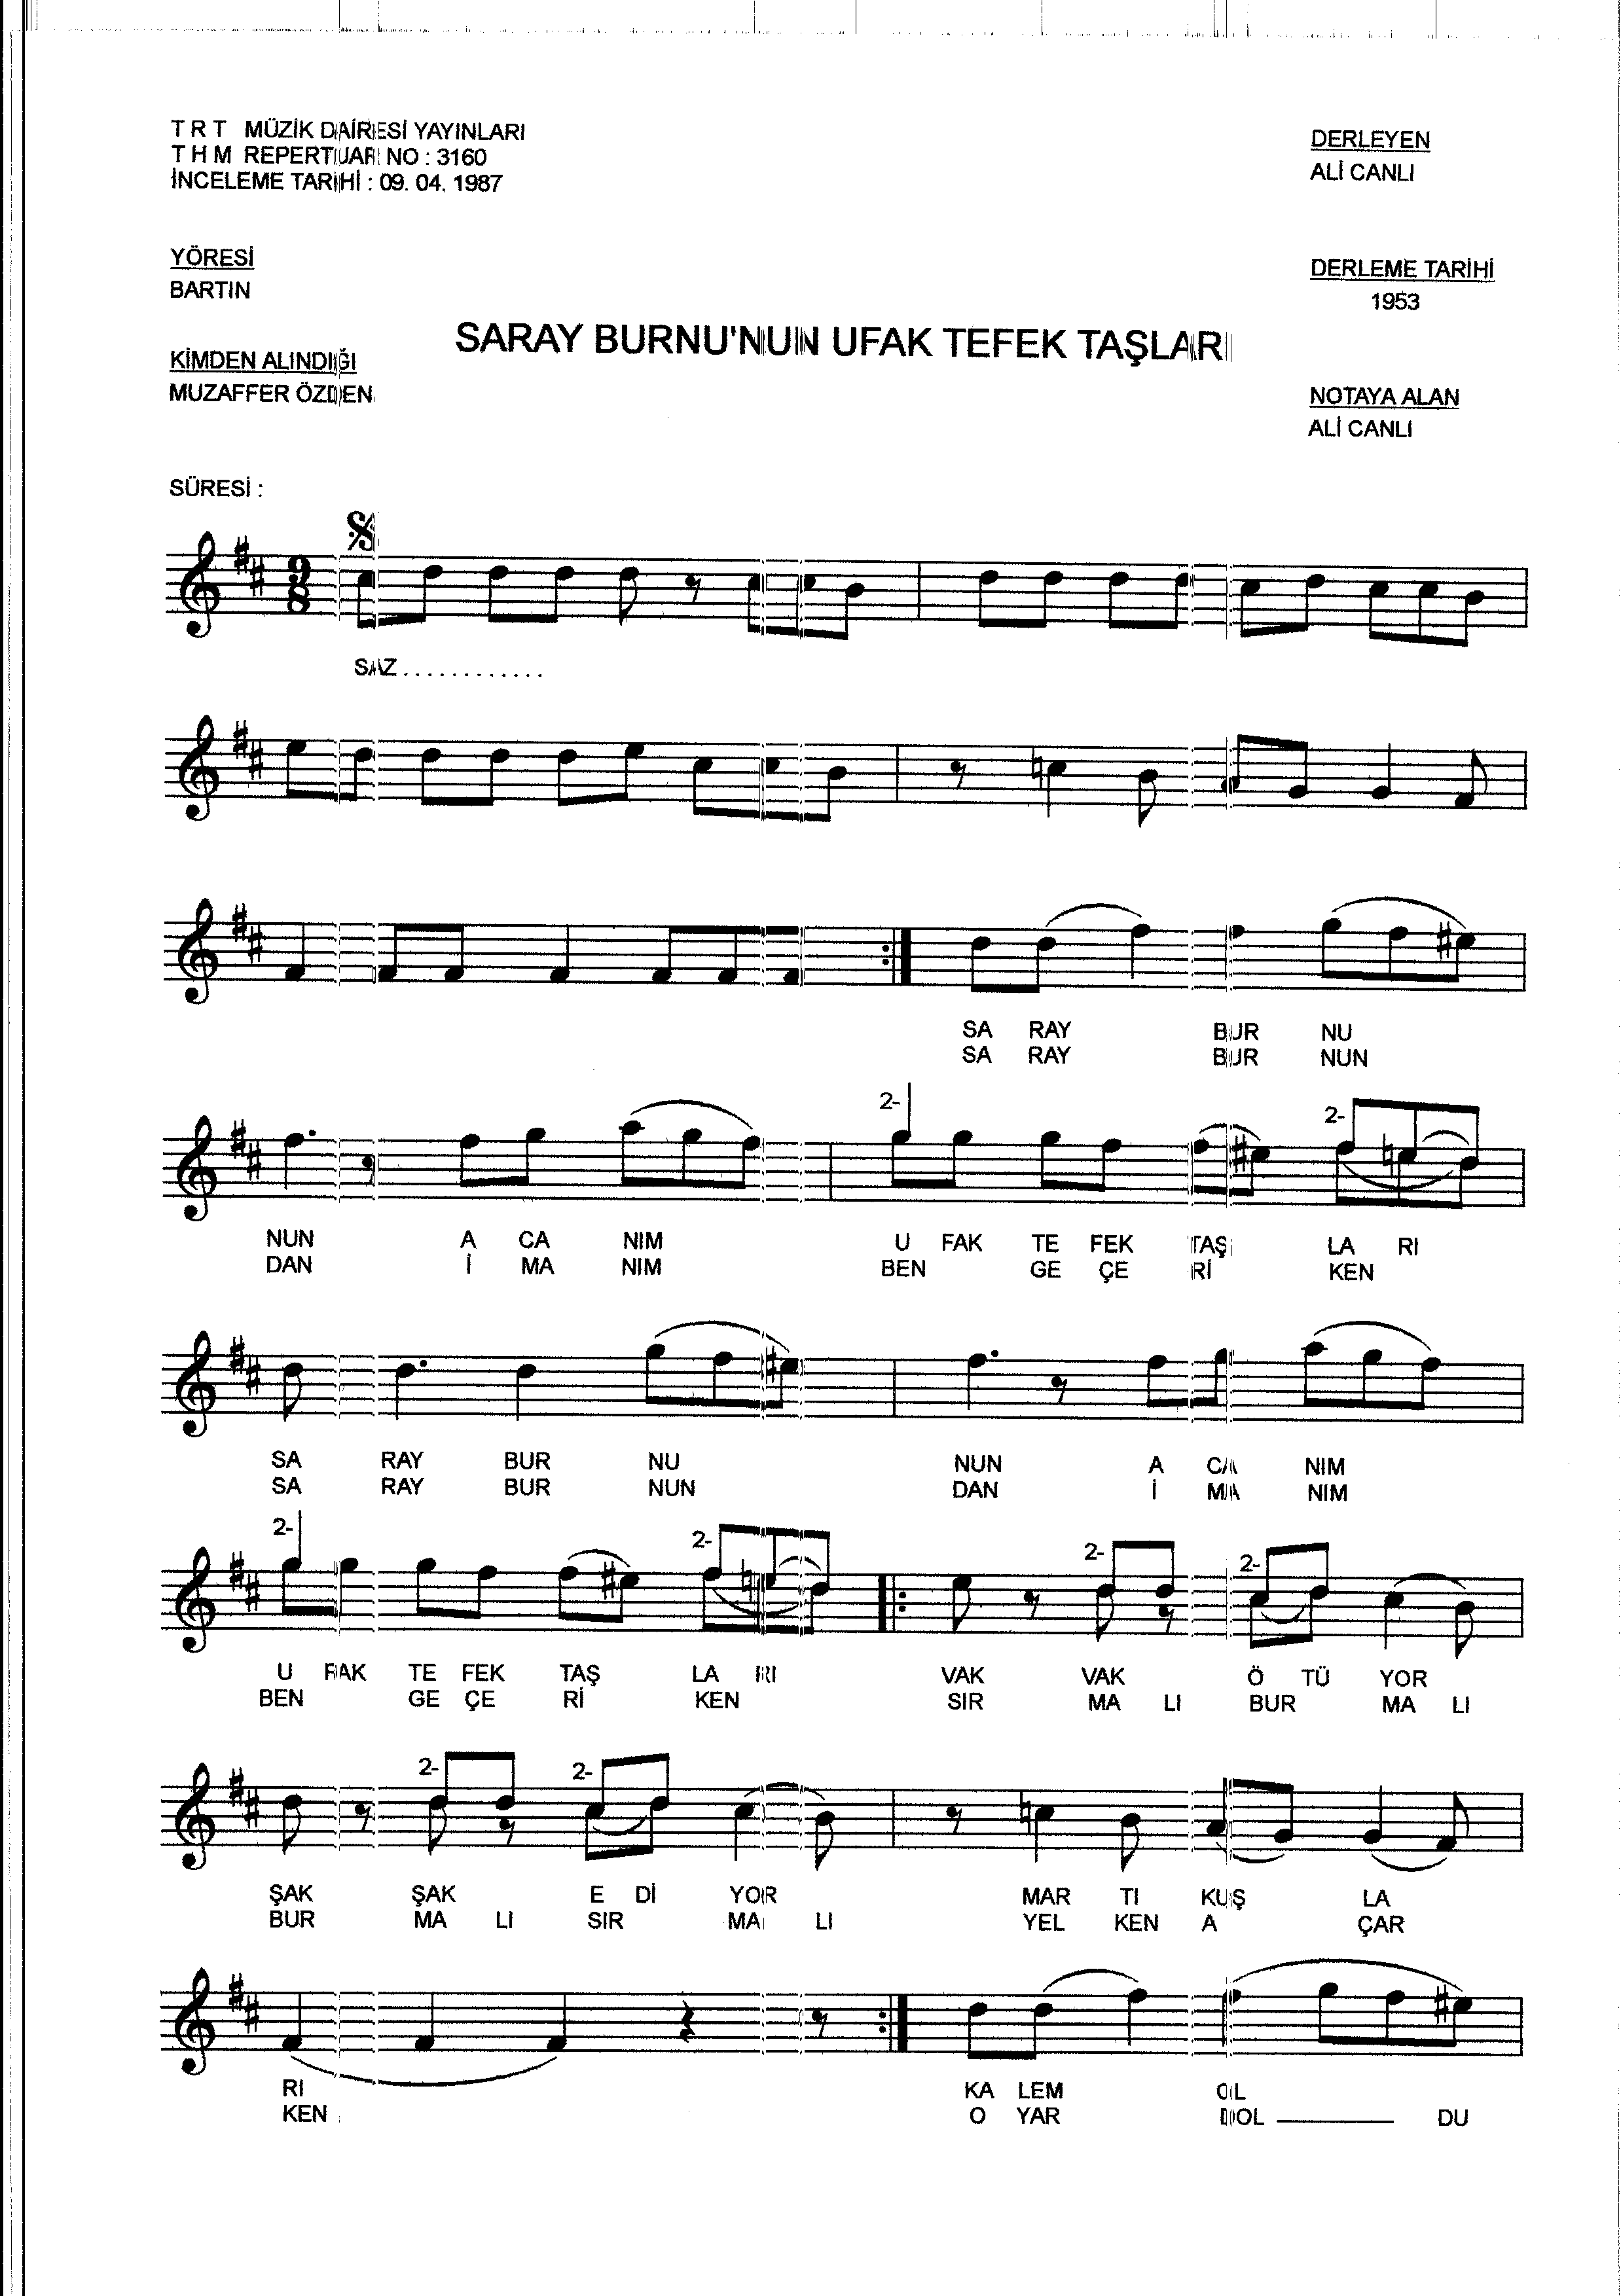 T R T MÜZİK DAİRESİ YAYINLARI
T H M REPERTUAR NO : 3160
İNCELEME TARİHİ : 09. 04. 1987
DERLEYEN
ALİ CANLI
YÖRESİ
BARTIN
DERLEME TARİHİ
1953
SARAY BURNU'NUN UFAK TEFEK TAŞLARI
KİMDEN ALINDIĞI
MUZAFFER ÖZDEN
NOTAYA ALAN
ALİ CANLI
SÜRESİ :
9
8
SAZ . . . . . . . . . . . .
SA RAY BUR NU
SA RAY BUR NUN
2- 2-
NUN A CA NIM U FAK TE FEK TAŞ LA RI
DAN İ MA NIM BEN GE ÇE Rİ KEN
SA RAY BUR NU NUN A CA NIM
SA RAY BUR NUN DAN İ MA NIM
2- 2- 2- 2-
U FAK TE FEK TAŞ LA RI VAK VAK Ö TÜ YOR
BEN GE ÇE Rİ KEN SIR MA LI BUR MA LI
2- 2-
ŞAK ŞAK E Dİ YOR MAR TI KUŞ LA
BUR MA LI SIR MA LI YEL KEN A ÇAR
RI KA LEM OL
KEN O YAR DOL ———— DU